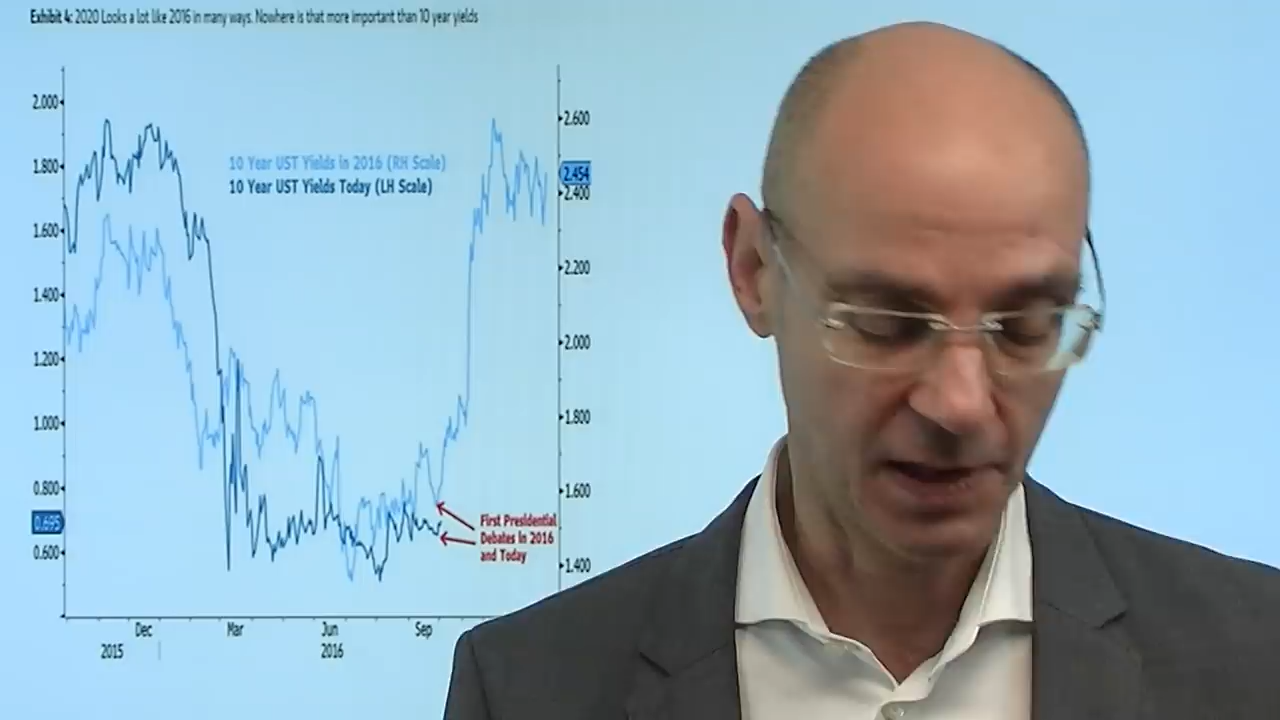 Exhibit 4: 2020 Looks a lot like 2016 in many ways. Nowhere is that more important than 10 year yields
2.000
1.800
1.600
1.400
1.200
1.000
0.800
0.695
0.600
10 Year UST Yields in 2016 (RH Scale)
10 Year UST Yields Today (LH Scale)
2.600
2.454
2.400
2.200
2.000
1.800
1.600
1.400
First Presidential
Debates in 2016
and Today
Dec
Mar
Jun
Sep
2015
2016